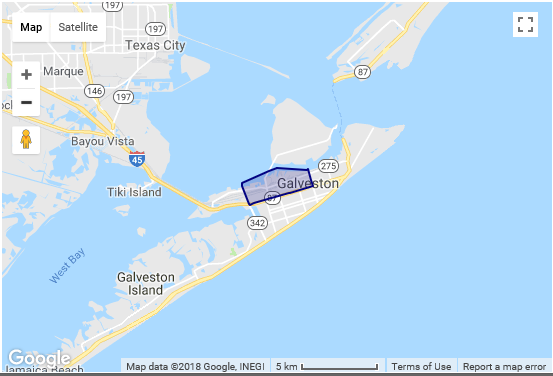 Map
Satellite
197
Texas City
87
Marque
146
197
Bayou Vista
45
275
Tiki Island
Galveston
87
342
West Bay
Galveston
Island
Google
Jamaica Beach
Map data ©2018 Google, INEGI
5 km
Terms of Use
Report a map error